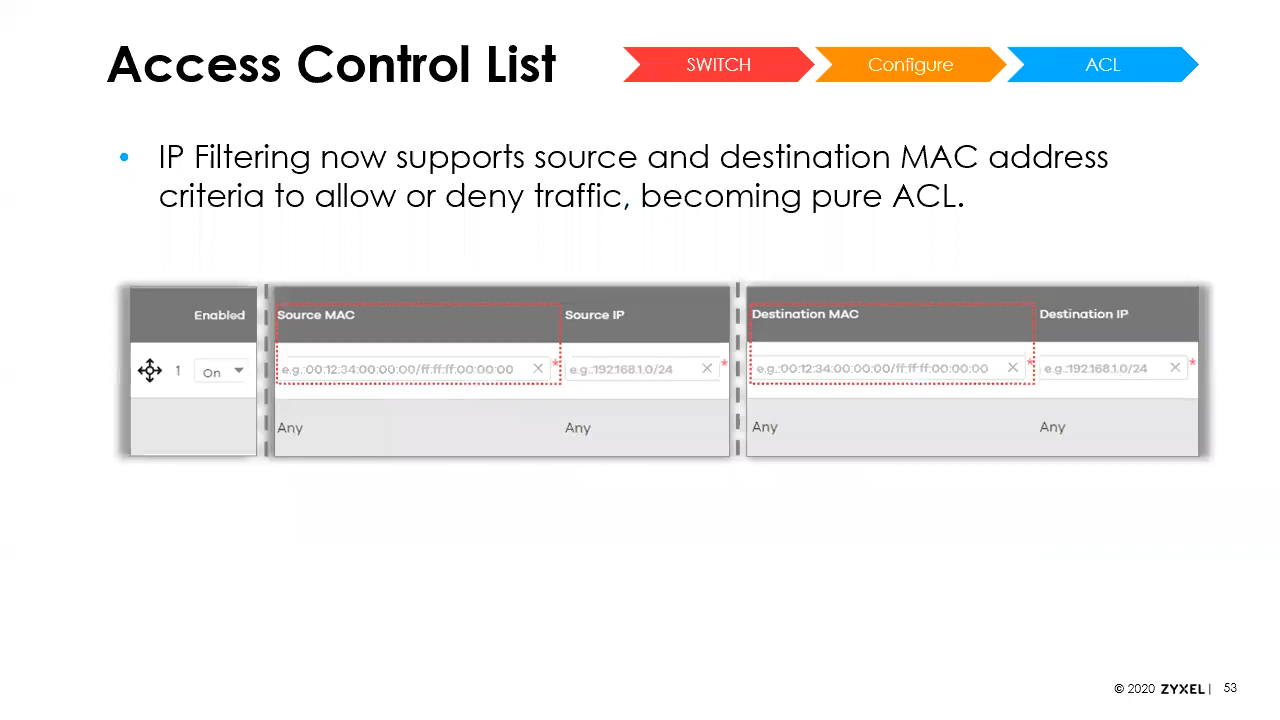 Access Control List
SWITCH
Configure
ACL
• IP Filtering now supports source and destination MAC address
criteria to allow or deny traffic, becoming pure ACL.
Enabled
Source MAC
Source IP
Destination MAC
Destination IP
1
On
e.g.:00:12:34:00:00:00/ff:ff:ff:00:00:00
*
e.g.:192.168.1.0/24
*
e.g.:00:12:34:00:00:00/ff:ff:ff:00:00:00
*
e.g.:192.168.1.0/24
*
Any
Any
Any
Any
© 2020 ZYXEL | 53